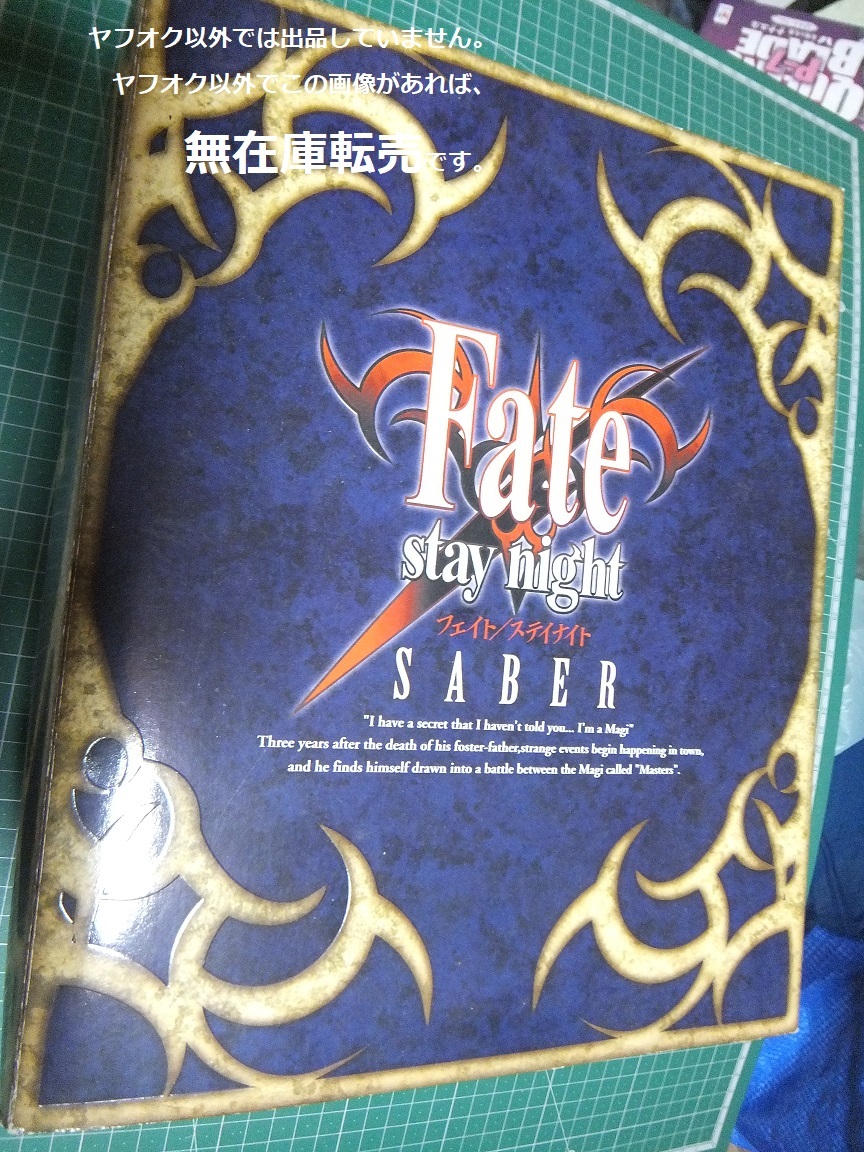 ヤフオク以外では出品していません。
ヤフオク以外でこの画像があれば、
無在庫転売です。
QUEEN'S
BLADE
P-7
Fate
stay night
フェイト/ステイナイト
SABER
"I have a secret that I haven't told you... I'm a Magi"
Three years after the death of his foster-father,strange events begin happening in town,
and he finds himself drawn into a battle between the Magi called "Masters".